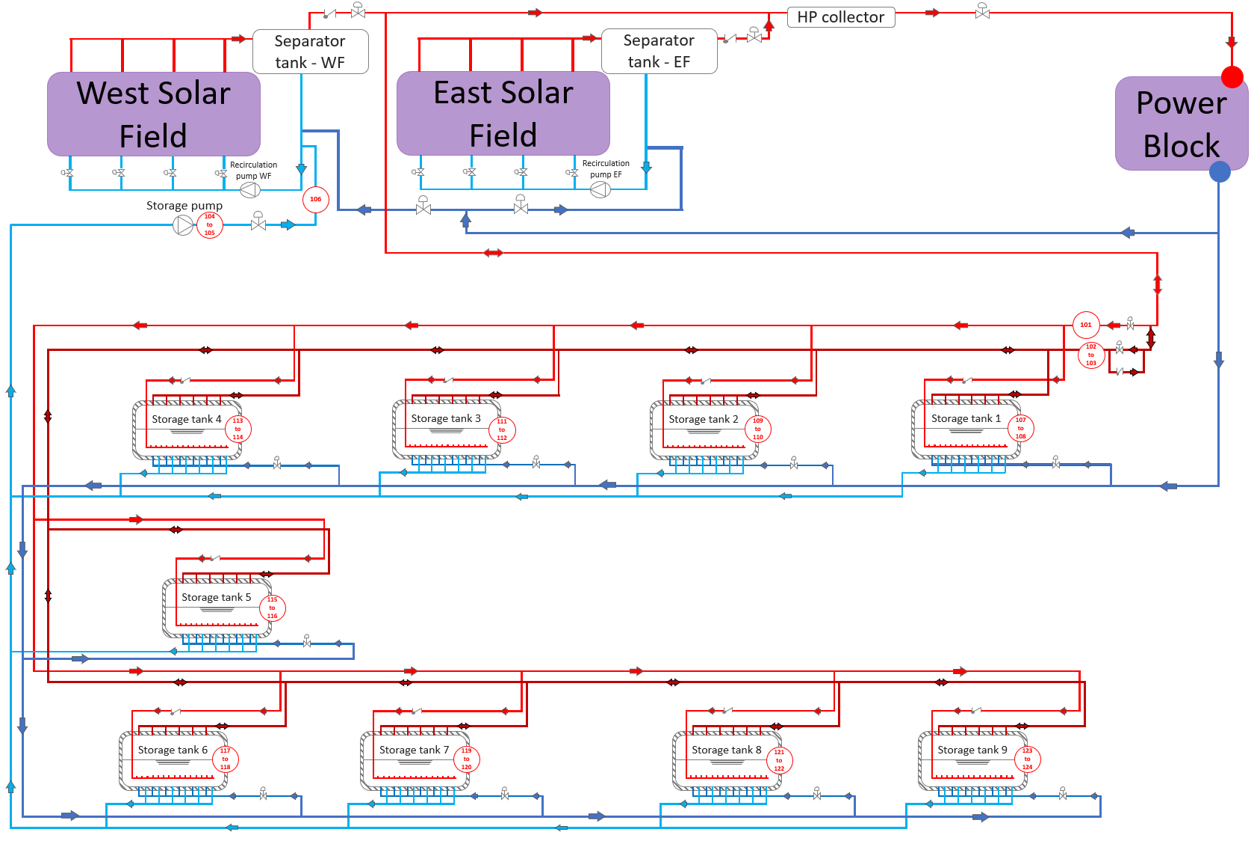 HP collector
Separator
tank - WF
Separator
tank - EF
West Solar
Field
East Solar
Field
Power
Block
Recirculation
pump WF
Recirculation
pump EF
106
Storage pump
104
to
105
101
102
to
103
Storage tank 4
113
to
114
Storage tank 3
111
to
112
Storage tank 2
109
to
110
Storage tank 1
107
to
108
Storage tank 5
115
to
116
Storage tank 6
117
to
118
Storage tank 7
119
to
120
Storage tank 8
121
to
122
Storage tank 9
123
to
124